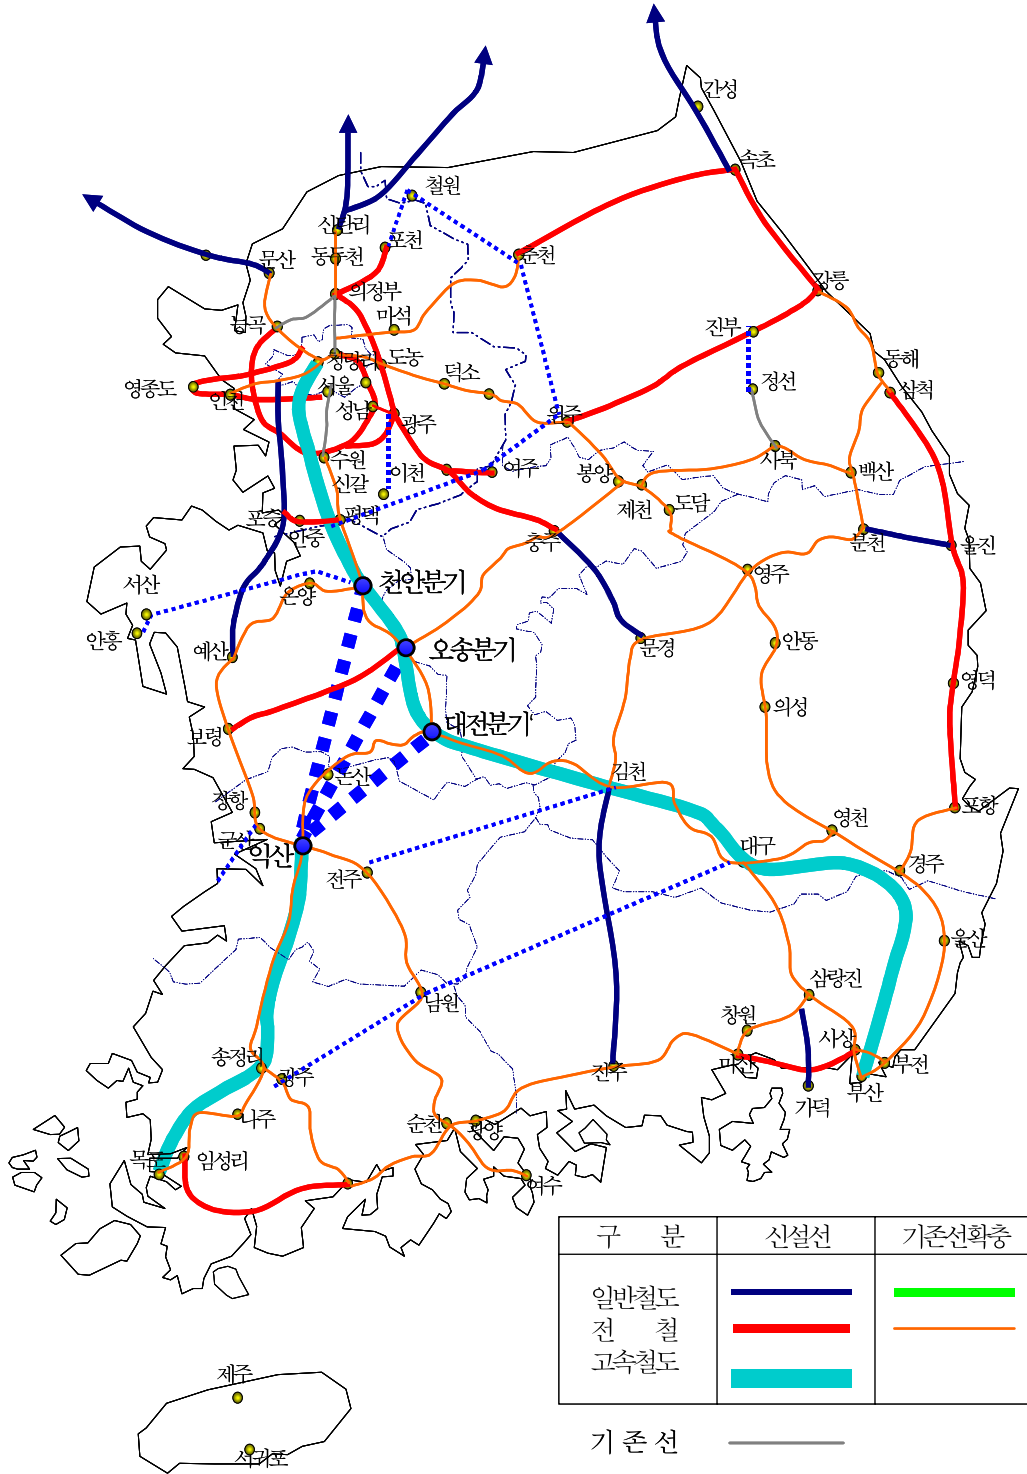 간성
속초
철원
신탄리
포천
춘천
문산
동두천
의정부
강릉
능곡
마석
진부
동해
청량리
도농
덕소
정선
삼척
영종도
인천
서울
성남
광주
원주
수원
신갈
이천
여주
봉양
사북
백산
제천
도담
포승
안중
평택
충주
분천
울진
영주
천안분기
온양
서산
안흥
예산
오송분기
문경
안동
영덕
의성
보령
대전분기
논산
김천
장항
군산
익산
전주
대구
영천
포항
경주
울산
남원
삼랑진
창원
사상
송정리
광주
진주
마산
부전
부산
가덕
나주
순천
광양
목포
임성리
여수
구 분 신설선 기존선확충
일반철도
전 철
고속철도
기 존 선
제주
서귀포